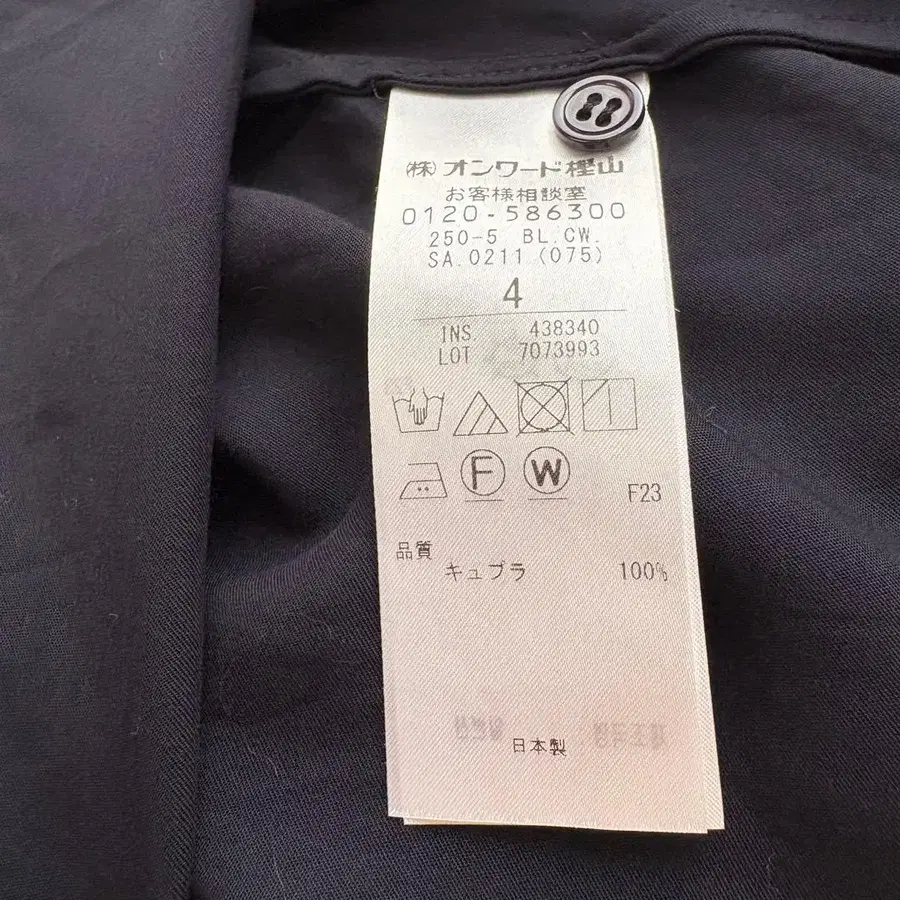 (株)オンワード樫山
お客様相談室
0120-586300
250-5 BL.CW.
SA.0211(075)
4
INS 438340
LOT 7073993
F W
F23
品質
キュプラ 100%
日本製